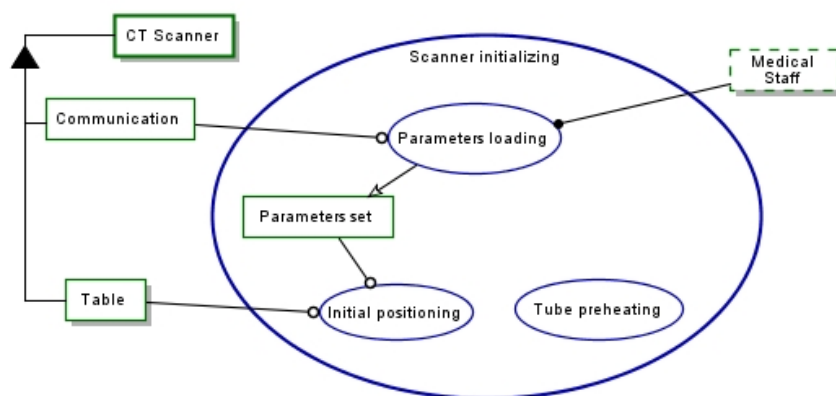 CT Scanner
Scanner initializing
Medical
Staff
Communication
Parameters loading
Parameters set
Table
Initial positioning
Tube preheating